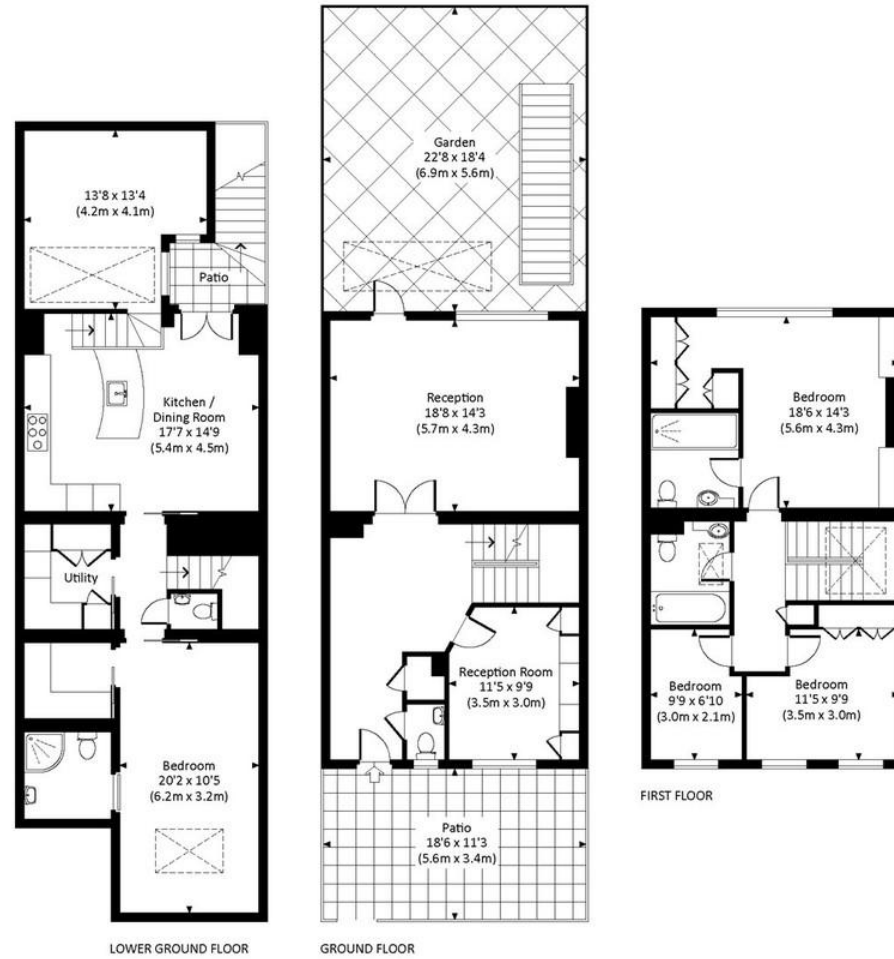 13'8 x 13'4
(4.2m x 4.1m)
Patio
Kitchen /
Dining Room
17'7 x 14'9
(5.4m x 4.5m)
Utility
Bedroom
20'2 x 10'5
(6.2m x 3.2m)
LOWER GROUND FLOOR
Garden
22'8 x 18'4
(6.9m x 5.6m)
Reception
18'8 x 14'3
(5.7m x 4.3m)
Reception Room
11'5 x 9'9
(3.5m x 3.0m)
Patio
18'6 x 11'3
(5.6m x 3.4m)
GROUND FLOOR
Bedroom
18'6 x 14'3
(5.6m x 4.3m)
Bedroom
9'9 x 6'10
(3.0m x 2.1m)
Bedroom
11'5 x 9'9
(3.5m x 3.0m)
FIRST FLOOR